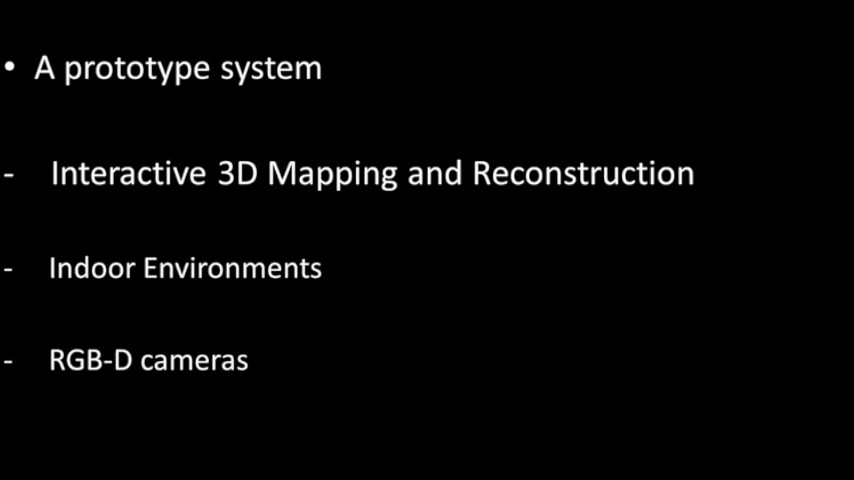 • A prototype system
- Interactive 3D Mapping and Reconstruction
- Indoor Environments
- RGB-D cameras